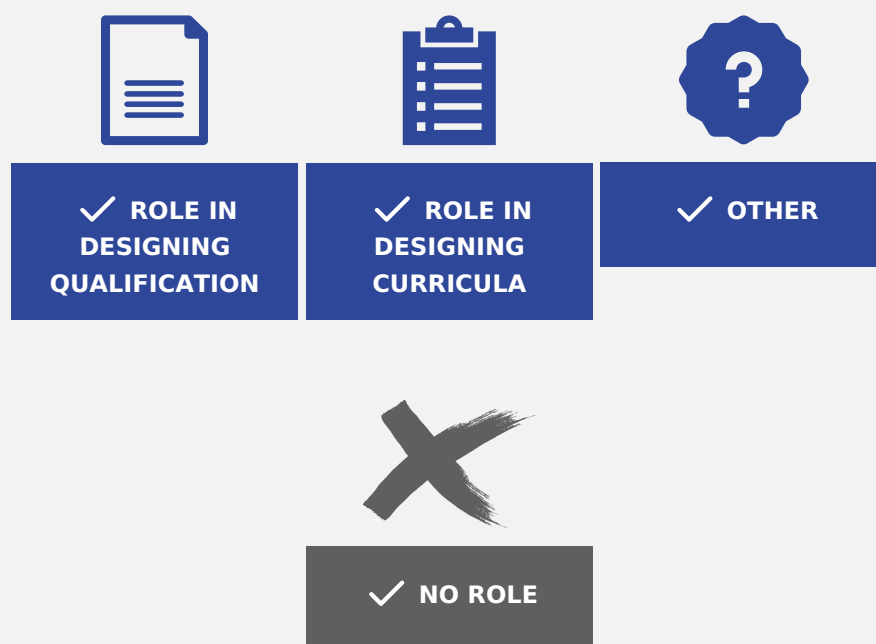 ROLE IN
DESIGNING
QUALIFICATION
ROLE IN
DESIGNING
CURRICULA
OTHER
?
NO ROLE